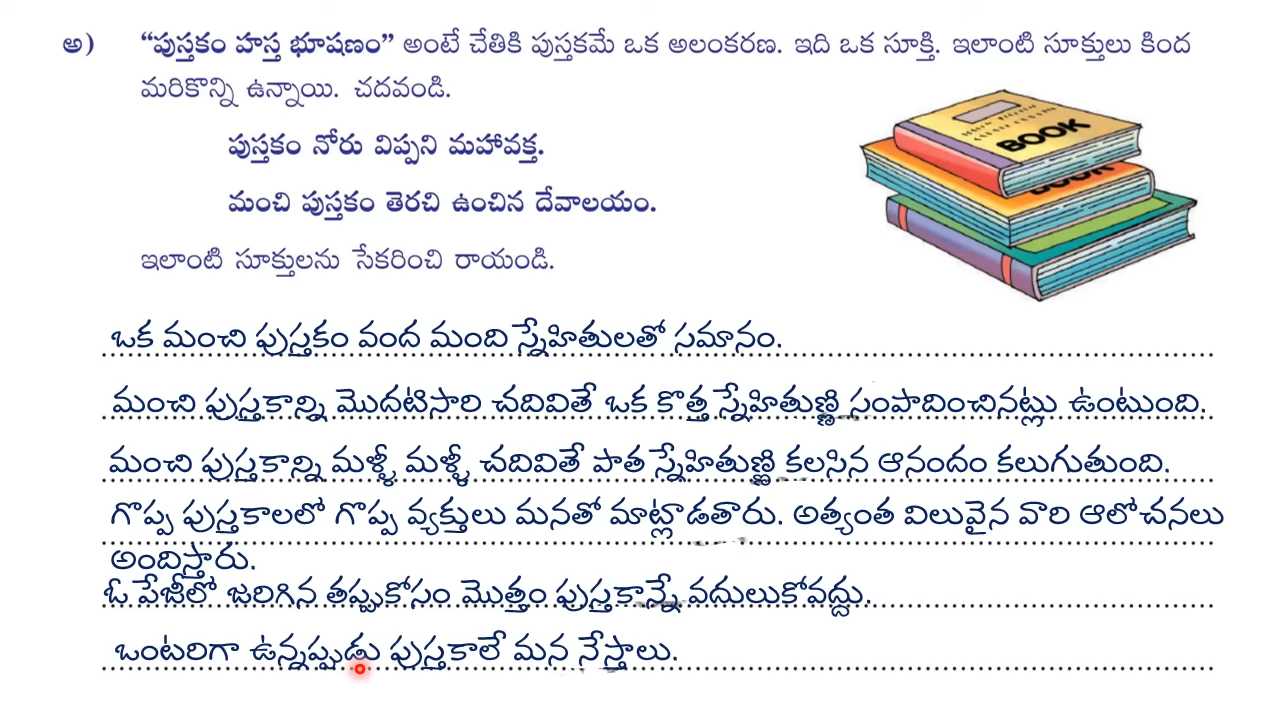 అ) “పుస్తకం హస్త భూషణం” అంటే చేతికి పుస్తకమే ఒక అలంకరణ. ఇది ఒక సూక్తి. ఇలాంటి సూక్తులు కింద
మరికొన్ని ఉన్నాయి. చదవండి.
పుస్తకం నోరు విప్పని మహావక్త.
మంచి పుస్తకం తెరచి ఉంచిన దేవాలయం.
ఇలాంటి సూక్తులను సేకరించి రాయండి.
BOOK
BOOK
ఒక మంచి పుస్తకం వంద మంది స్నేహితులతో సమానం.
మంచి పుస్తకాన్ని మొదటిసారి చదివితే ఒక కొత్త స్నేహితుణ్ణి సంపాదించినట్లు ఉంటుంది.
మంచి పుస్తకాన్ని మళ్ళీ మళ్ళీ చదివితే పాత స్నేహితుణ్ణి కలసిన ఆనందం కలుగుతుంది.
గొప్ప పుస్తకాలలో గొప్ప వ్యక్తులు మనతో మాట్లాడతారు. అత్యంత విలువైన వారి ఆలోచనలు
అందిస్తారు.
ఓ పేజీలో జరిగిన తప్పుకోసం మొత్తం పుస్తకాన్నే వదులుకోవద్దు.
ఒంటరిగా ఉన్నప్పుడు పుస్తకాలే మన నేస్తాలు.